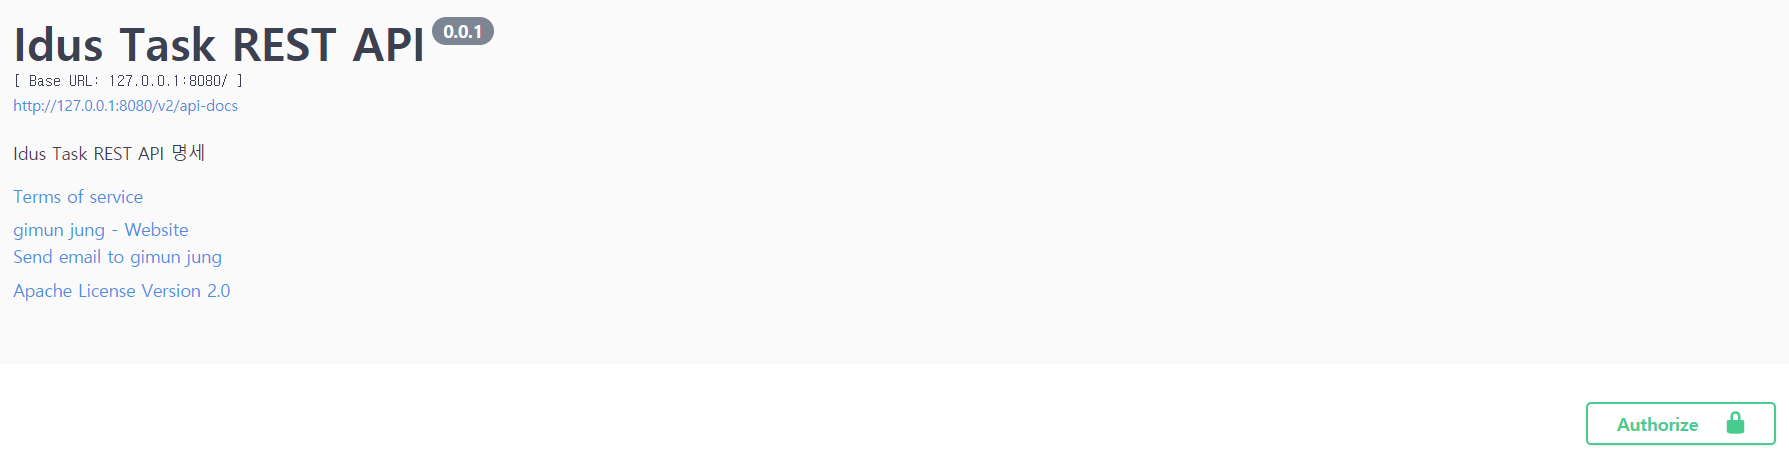 Idus Task REST API 0.0.1
[ Base URL: 127.0.0.1:8080/ ]
http://127.0.0.1:8080/v2/api-docs
Idus Task REST API 명세
Terms of service
gimun jung - Website
Send email to gimun jung
Apache License Version 2.0
Authorize